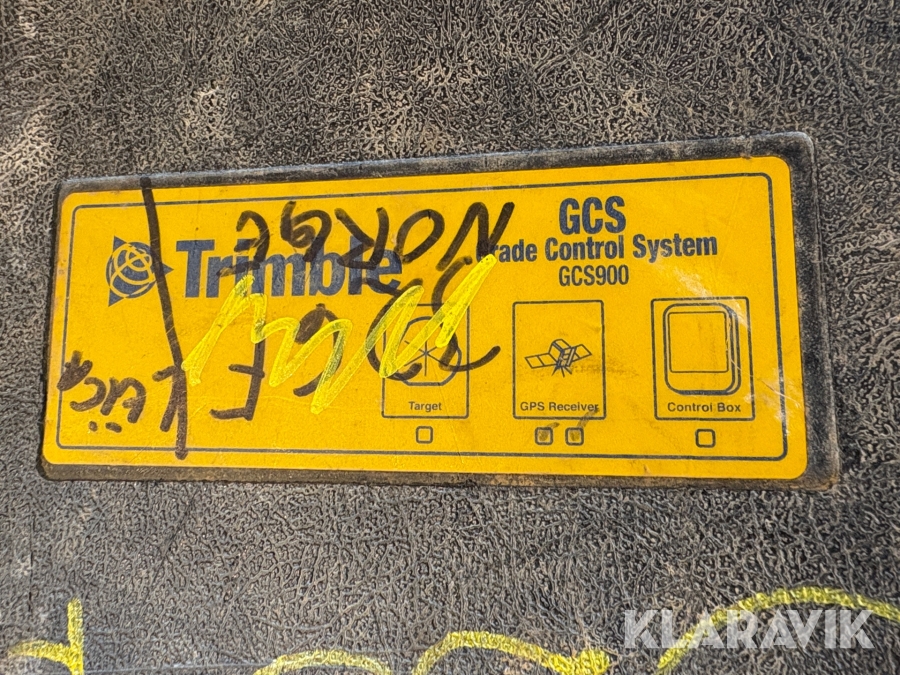 Trimble
GCS
Grade Control System
GCS900
NORGE
Target
GPS Receiver
Control Box
KLARAVIK